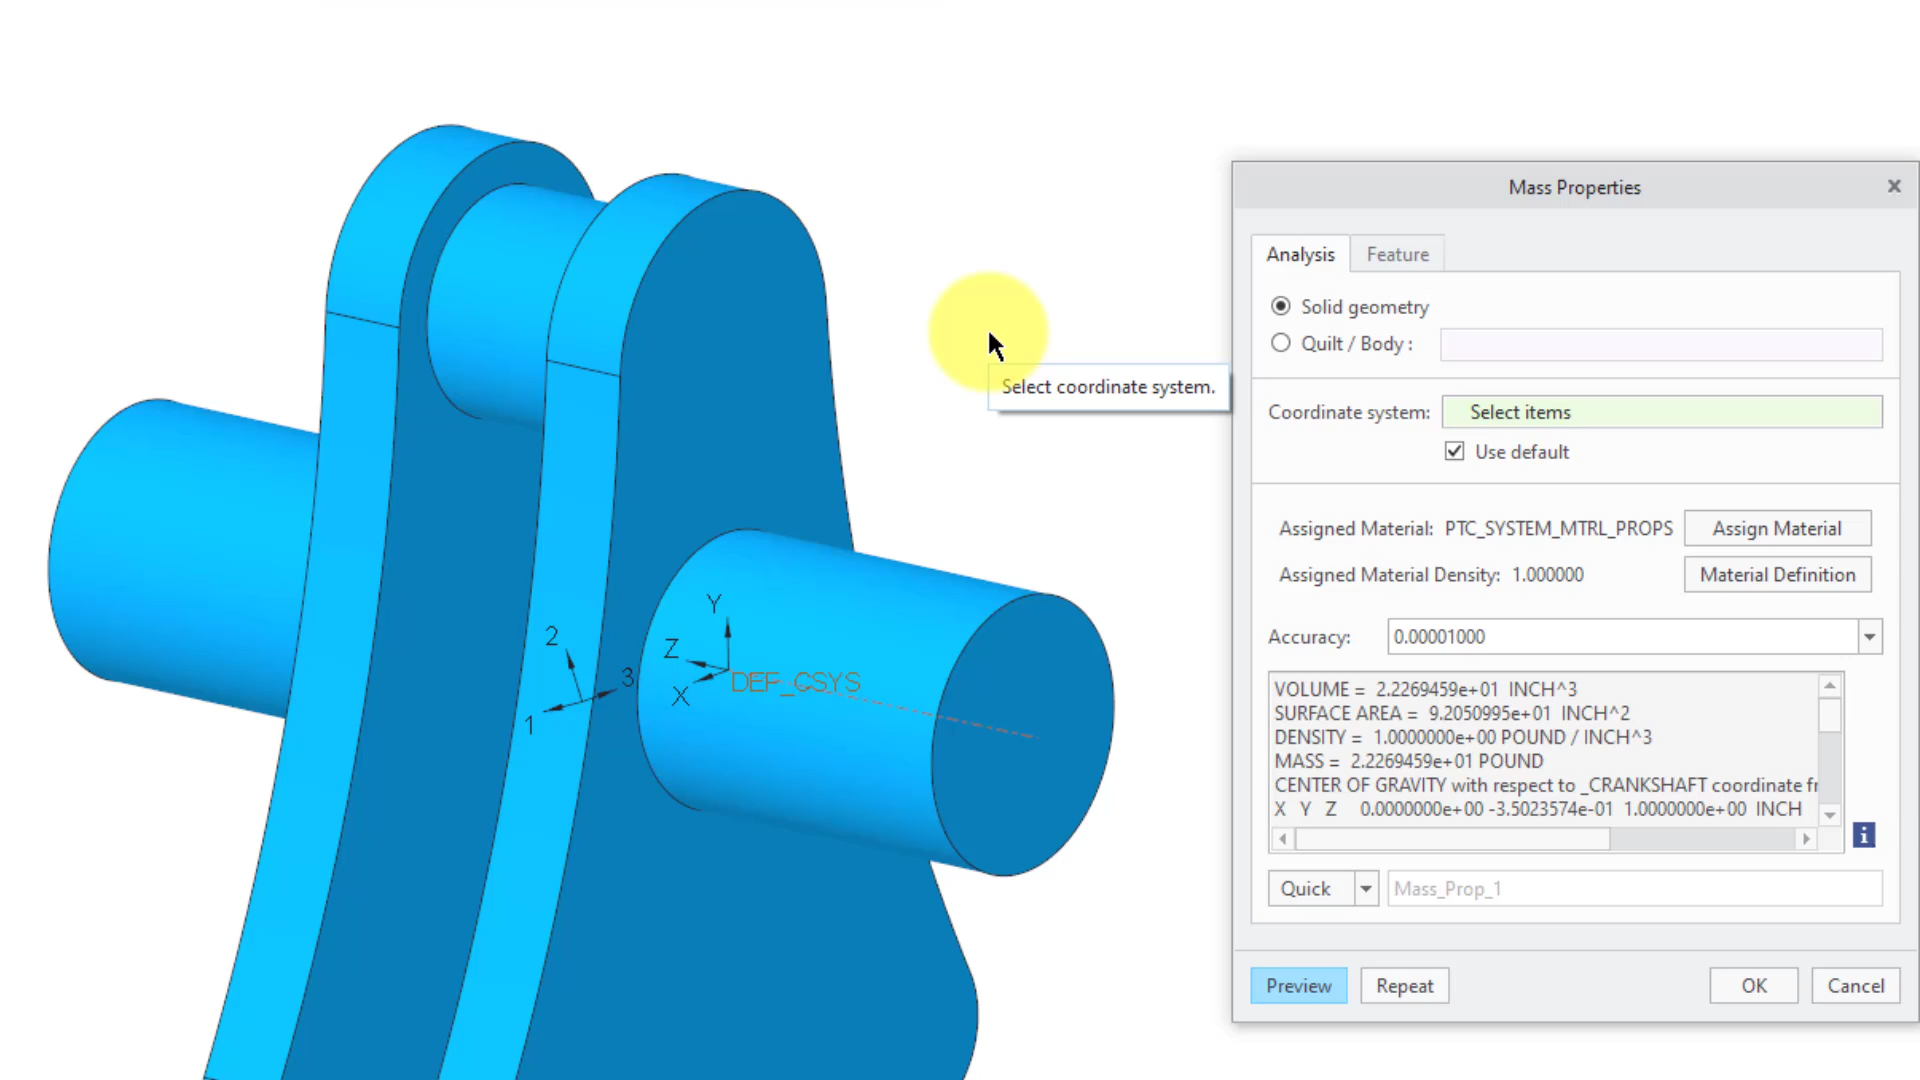 Mass Properties
Analysis Feature
Solid geometry
Quilt / Body :
Select coordinate system.
Coordinate system: Select items
Use default
Assigned Material: PTC_SYSTEM_MTRL_PROPS Assign Material
Assigned Material Density: 1.000000 Material Definition
Accuracy: 0.00001000
VOLUME = 2.2269459e+01 INCH^3
SURFACE AREA = 9.2050995e+01 INCH^2
DENSITY = 1.0000000e+00 POUND / INCH^3
MASS = 2.2269459e+01 POUND
CENTER OF GRAVITY with respect to _CRANKSHAFT coordinate fr
X Y Z 0.0000000e+00 -3.5023574e-01 1.0000000e+00 INCH
Quick Mass_Prop_1
Preview Repeat OK Cancel
Y
2
Z
3
DEF_CSYS
X
1